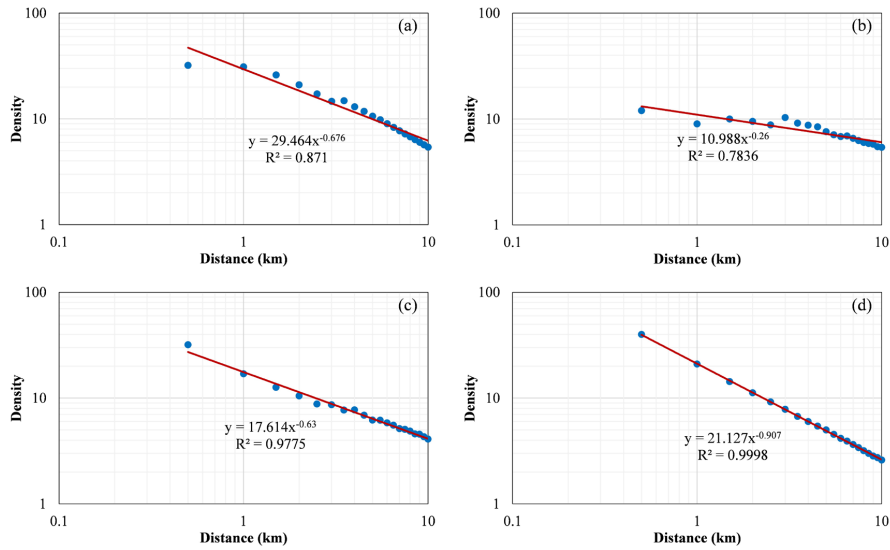 (a)
100
10
1
0.1 1 10
Density
Distance (km)
y = 29.464x^-0.676
R² = 0.871
(b)
100
10
1
0.1 1 10
Density
Distance (km)
y = 10.988x^-0.26
R² = 0.7836
(c)
100
10
1
0.1 1 10
Density
Distance (km)
y = 17.614x^-0.63
R² = 0.9775
(d)
100
10
1
0.1 1 10
Density
Distance (km)
y = 21.127x^-0.907
R² = 0.9998